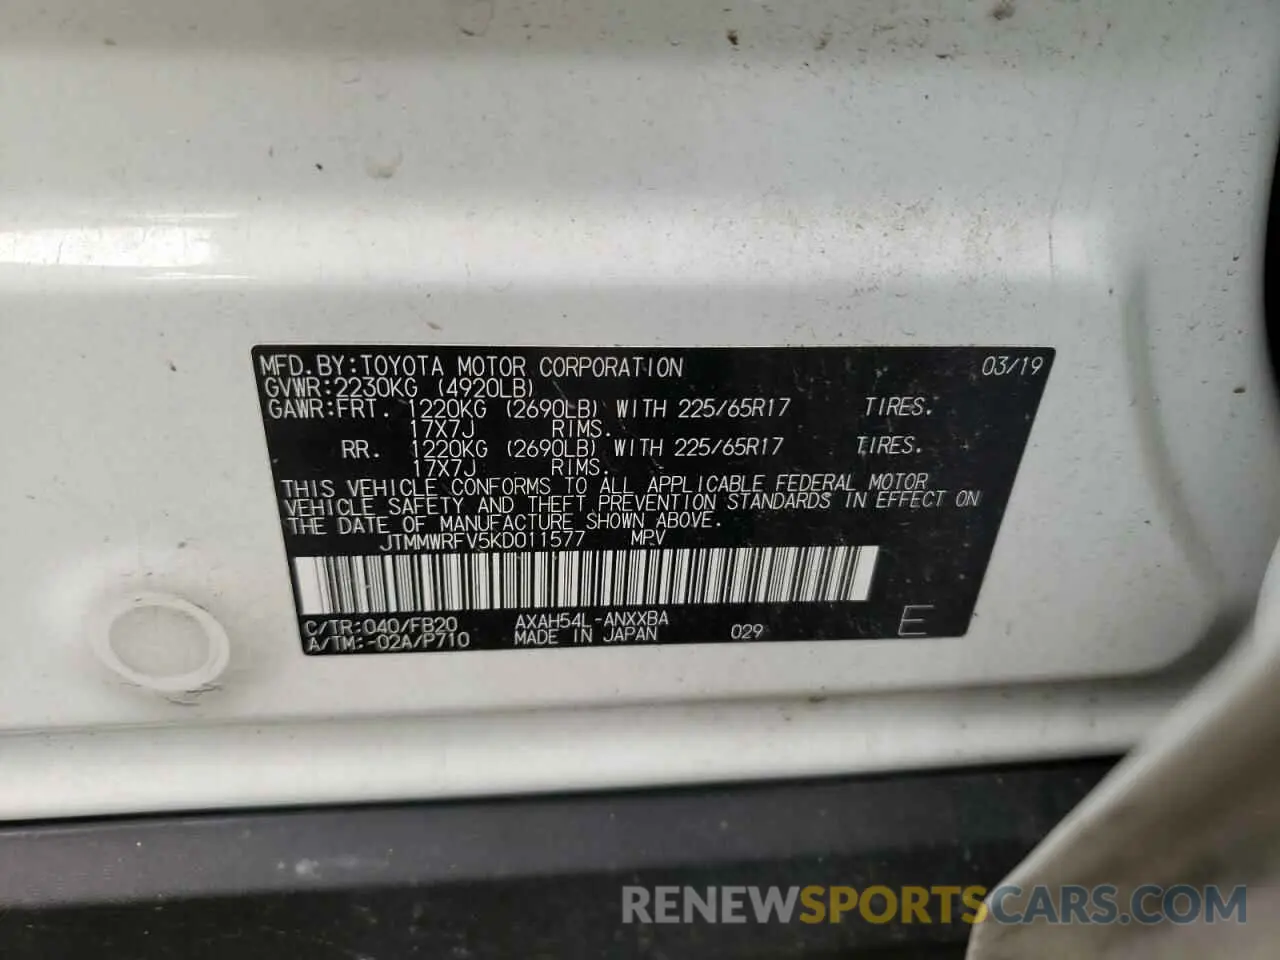 MFD. BY: TOYOTA MOTOR CORPORATION 03/19
GVWR: 2230KG (4920LB)
GAWR: FRT. 1220KG (2690LB) WITH 225/65R17 TIRES.
17X7J RIMS.
RR. 1220KG (2690LB) WITH 225/65R17 TIRES.
17X7J RIMS.
THIS VEHICLE CONFORMS TO ALL APPLICABLE FEDERAL MOTOR
VEHICLE SAFETY AND THEFT PREVENTION STANDARDS IN EFFECT ON
THE DATE OF MANUFACTURE SHOWN ABOVE.
JTMMWRFV5KD011577 MPV
C/TR: 040/FB20 AXAH54L-ANXXBA
A/TM: -02A/P710 MADE IN JAPAN 029 E
RENEWSPORTSCARS.COM